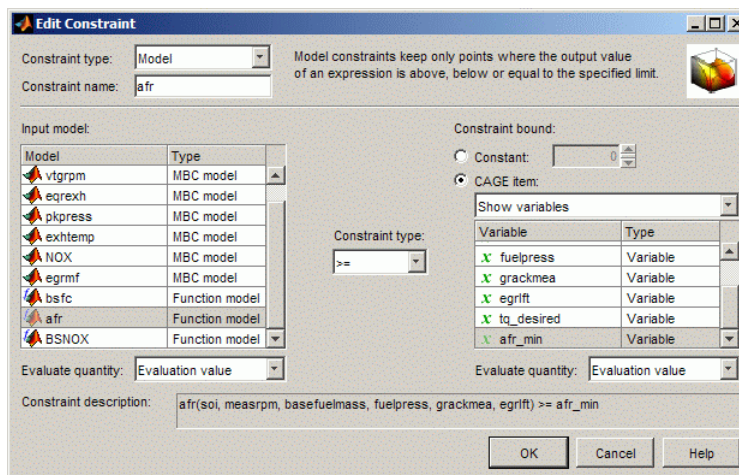 Edit Constraint
Constraint type: Model
Model constraints keep only points where the output value
of an expression is above, below or equal to the specified limit.
Constraint name: afr
Input model:
Model Type
vtgrpm MBC model
eqrexh MBC model
pkpress MBC model
exhtemp MBC model
NOX MBC model
egrmf MBC model
bsfc Function model
afr Function model
BSNOX Function model
Evaluate quantity: Evaluation value
Constraint type:
>=
Constraint bound:
Constant: 0
CAGE item:
Show variables
Variable Type
x fuelpress Variable
x grackmea Variable
x egrlft Variable
x tq_desired Variable
x afr_min Variable
Evaluate quantity: Evaluation value
Constraint description: afr(soi, measrpm, basefuelmass, fuelpress, grackmea, egrlft) >= afr_min
OK Cancel Help